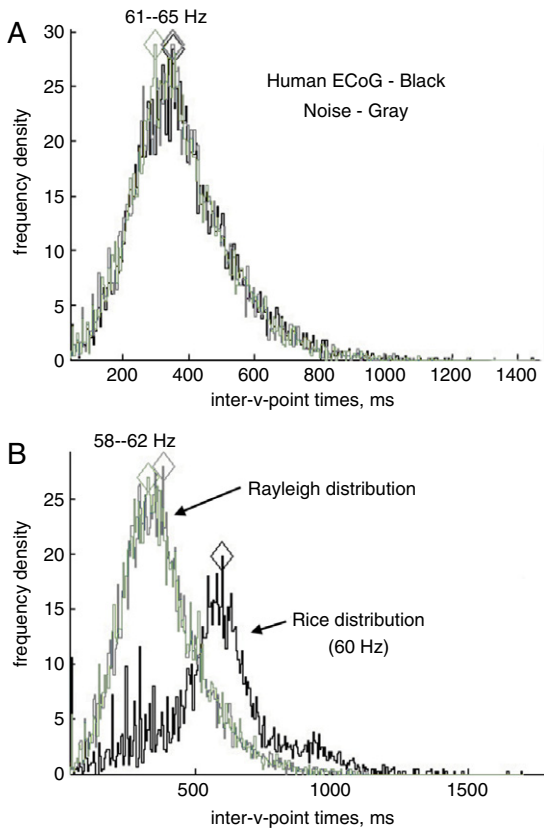 A
61--65 Hz
30
25
20
15
10
5
0
frequency density
Human ECoG - Black
Noise - Gray
200 400 600 800 1000 1200 1400
inter-v-point times, ms
B
58--62 Hz
25
20
15
10
5
0
frequency density
Rayleigh distribution
Rice distribution
(60 Hz)
500 1000 1500
inter-v-point times, ms